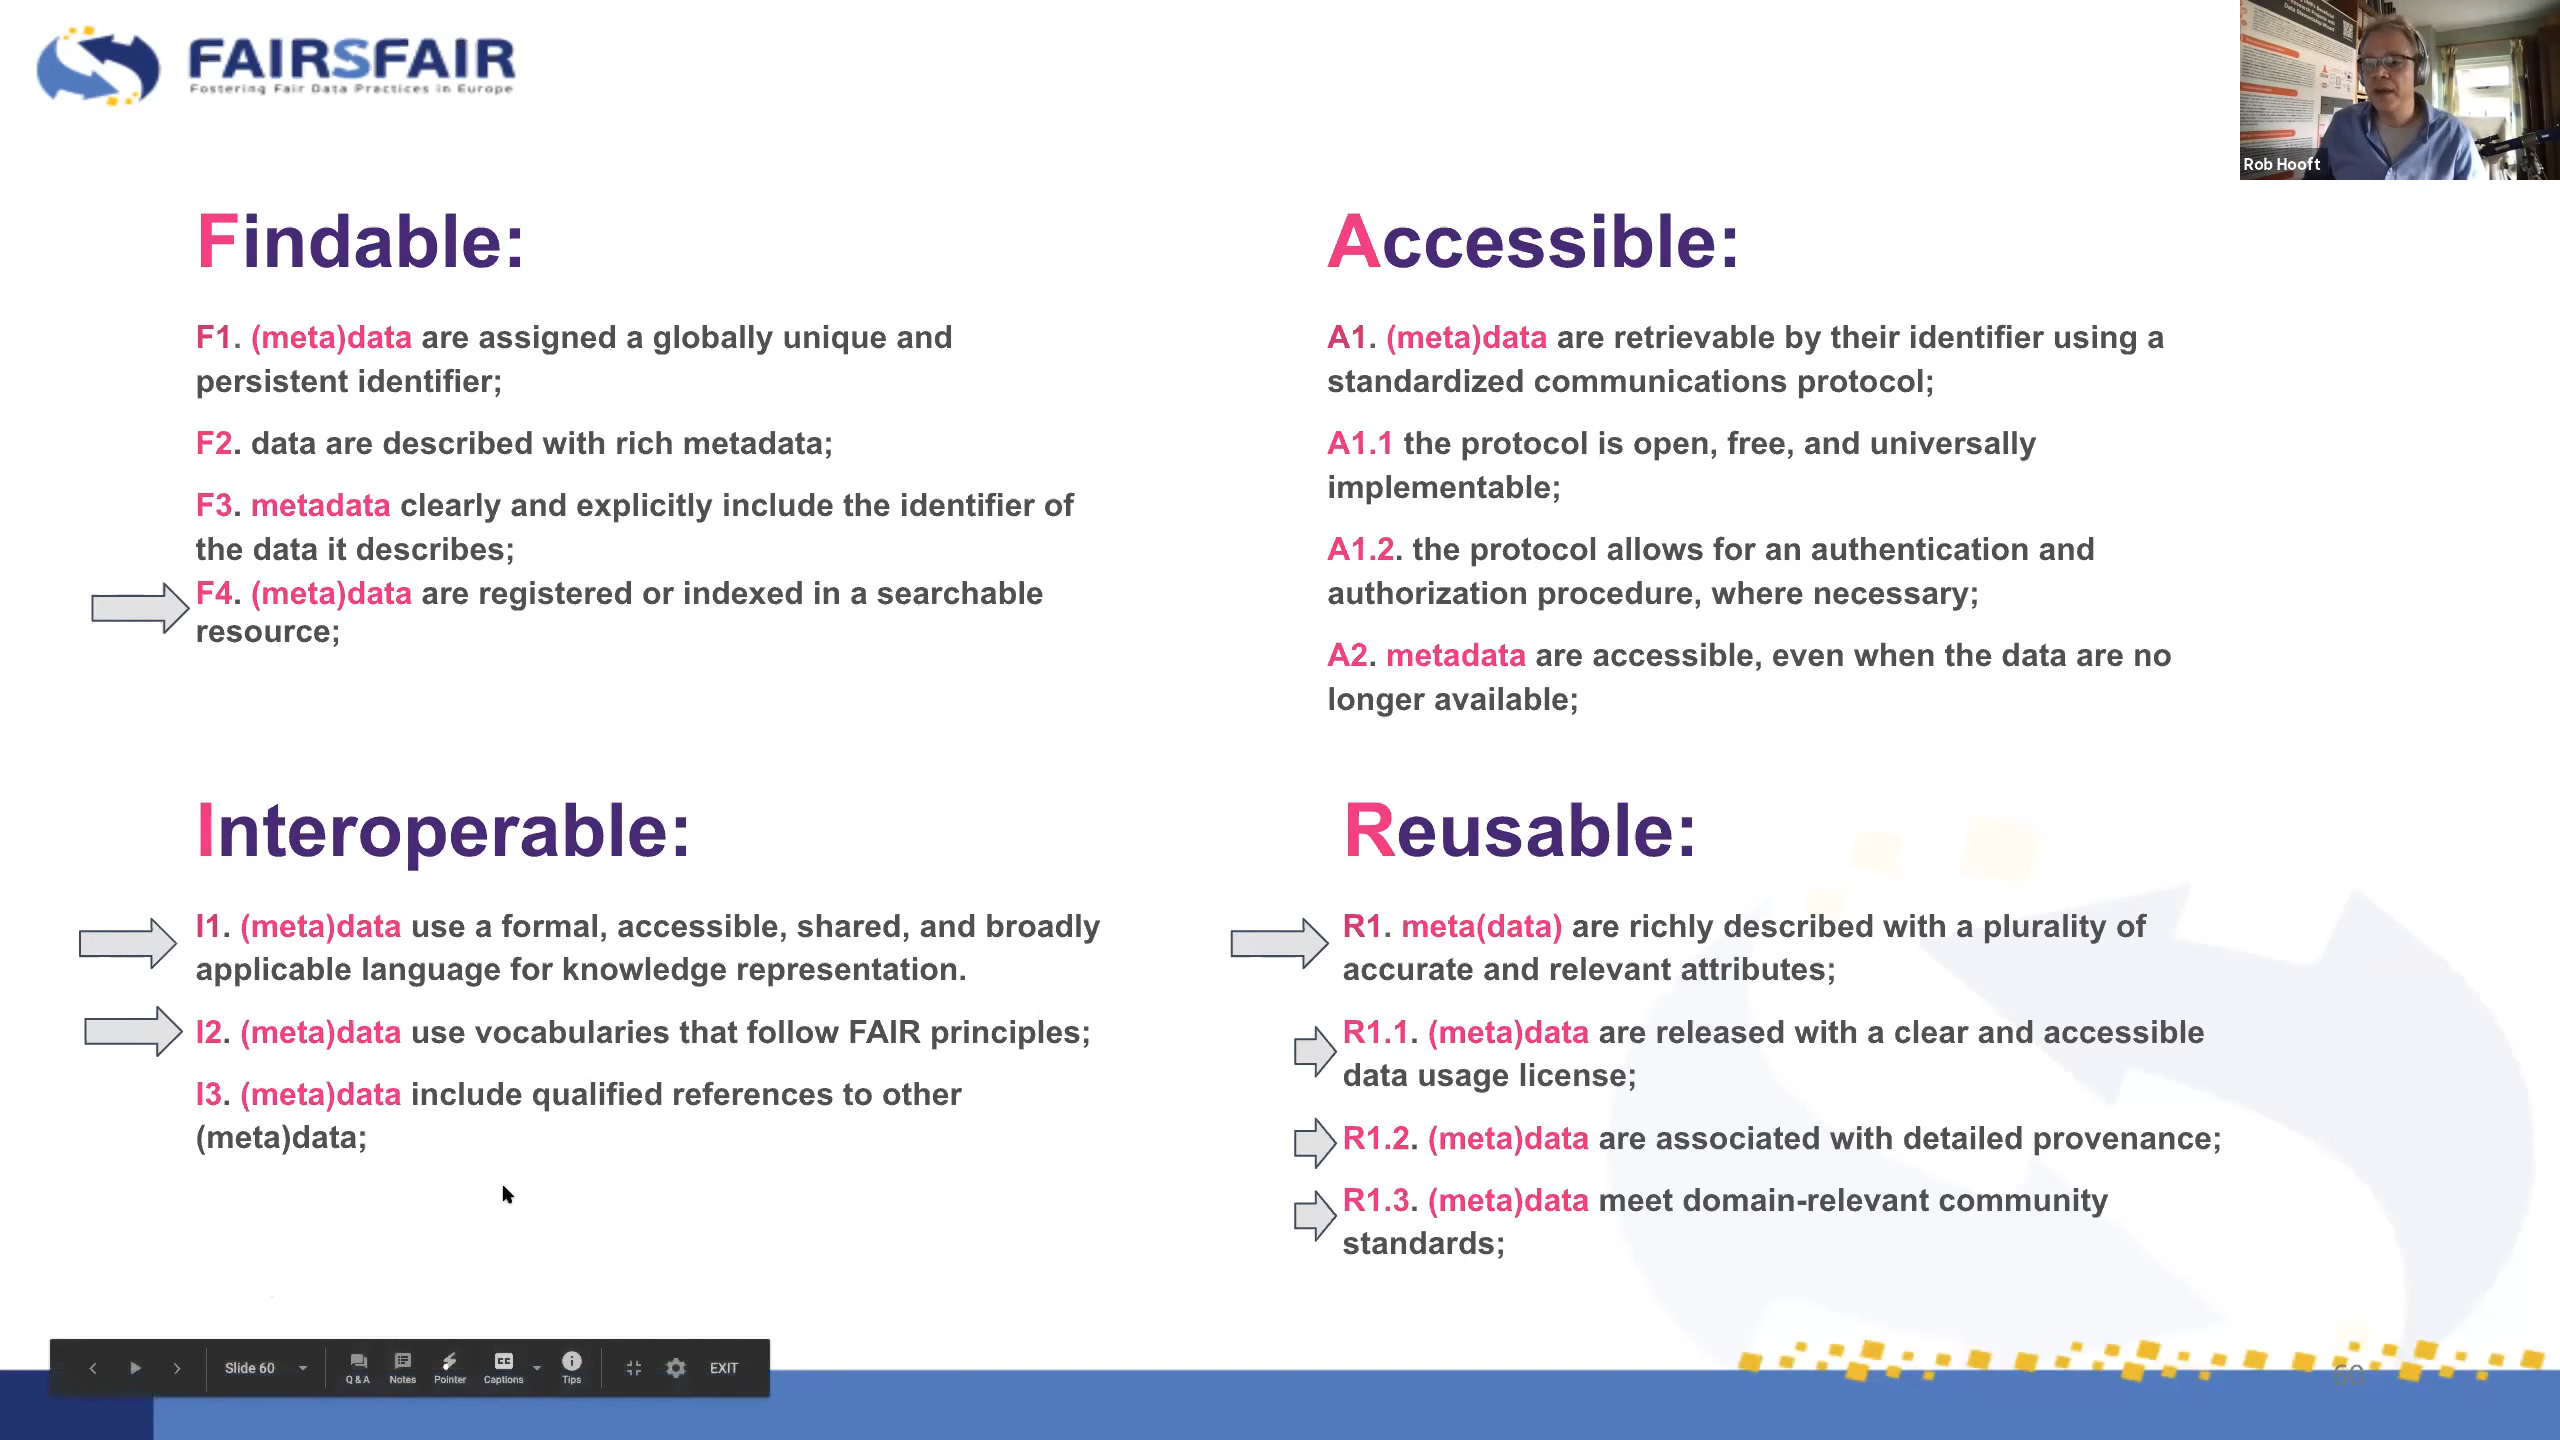 FAIRSFAIR
Fostering Fair Data Practices in Europe
Rob Hooft
Findable:
F1. (meta)data are assigned a globally unique and
persistent identifier;
F2. data are described with rich metadata;
F3. metadata clearly and explicitly include the identifier of
the data it describes;
F4. (meta)data are registered or indexed in a searchable
resource;
Accessible:
A1. (meta)data are retrievable by their identifier using a
standardized communications protocol;
A1.1 the protocol is open, free, and universally
implementable;
A1.2. the protocol allows for an authentication and
authorization procedure, where necessary;
A2. metadata are accessible, even when the data are no
longer available;
Interoperable:
I1. (meta)data use a formal, accessible, shared, and broadly
applicable language for knowledge representation.
I2. (meta)data use vocabularies that follow FAIR principles;
I3. (meta)data include qualified references to other
(meta)data;
Reusable:
R1. meta(data) are richly described with a plurality of
accurate and relevant attributes;
R1.1. (meta)data are released with a clear and accessible
data usage license;
R1.2. (meta)data are associated with detailed provenance;
R1.3. (meta)data meet domain-relevant community
standards;
Slide 60
Q & A
Notes
Pointer
CC
Captions
Tips
EXIT
60